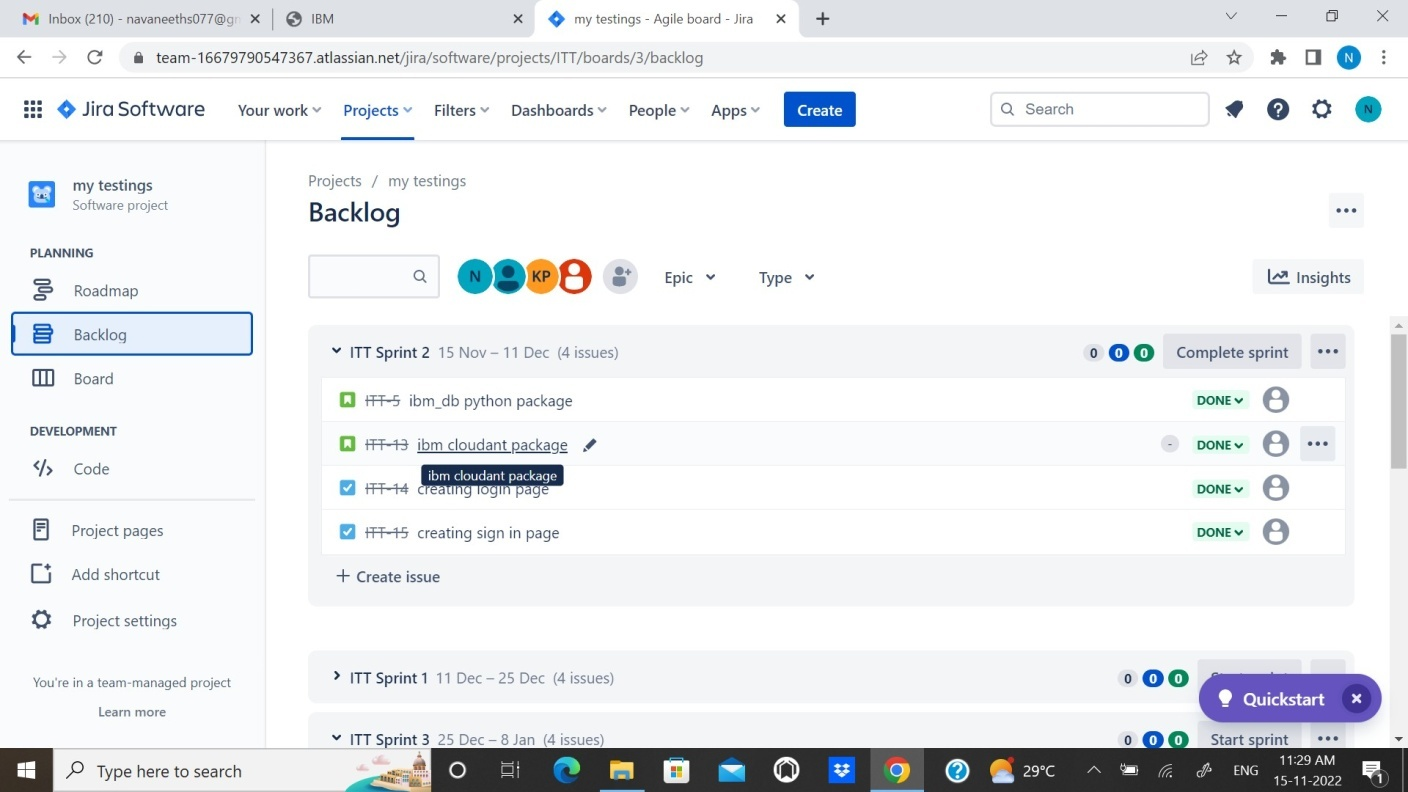 Inbox (210) - navaneeths077@gm
IBM
my testings - Agile board - Jira
team-16679790547367.atlassian.net/jira/software/projects/ITT/boards/3/backlog
N
Jira Software
Your work
Projects
Filters
Dashboards
People
Apps
Create
Search
N
my testings
Software project
PLANNING
Roadmap
Backlog
Board
DEVELOPMENT
Code
Project pages
Add shortcut
Project settings
You're in a team-managed project
Learn more
Projects / my testings
Backlog
N KP
Epic
Type
Insights
ITT Sprint 2 15 Nov – 11 Dec (4 issues) 0 0 0 Complete sprint
ITT-5 ibm_db python package DONE
ITT-13 ibm cloudant package - DONE
ibm cloudant package
ITT-14 creating login page DONE
ITT-15 creating sign in page DONE
+ Create issue
ITT Sprint 1 11 Dec – 25 Dec (4 issues) 0 0 0
Quickstart
ITT Sprint 3 25 Dec – 8 Jan (4 issues) 0 0 0 Start sprint
Type here to search
29°C
ENG
11:29 AM
15-11-2022
1